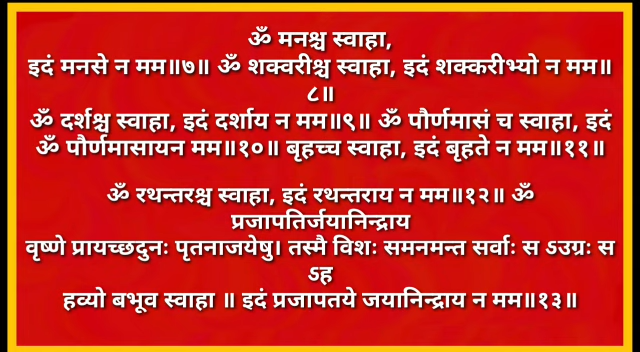 ॐ मनश्च स्वाहा,
इदं मनसे न मम॥७॥ ॐ शक्वरीश्च स्वाहा, इदं शक्करीभ्यो न मम॥
८॥
ॐ दर्शश्च स्वाहा, इदं दर्शाय न मम॥९॥ ॐ पौर्णमासं च स्वाहा, इदं
ॐ पौर्णमासायन मम॥१०॥ बृहच्च स्वाहा, इदं बृहते न मम॥११॥
ॐ रथन्तरश्च स्वाहा, इदं रथन्तराय न मम॥१२॥ ॐ
प्रजापतिर्जयानिन्द्राय
वृष्णे प्रायच्छदुनः पृतनाजयेषु। तस्मै विशः समनमन्त सर्वाः स ऽउग्रः स
ऽह
हव्यो बभूव स्वाहा ॥ इदं प्रजापतये जयानिन्द्राय न मम॥१३॥